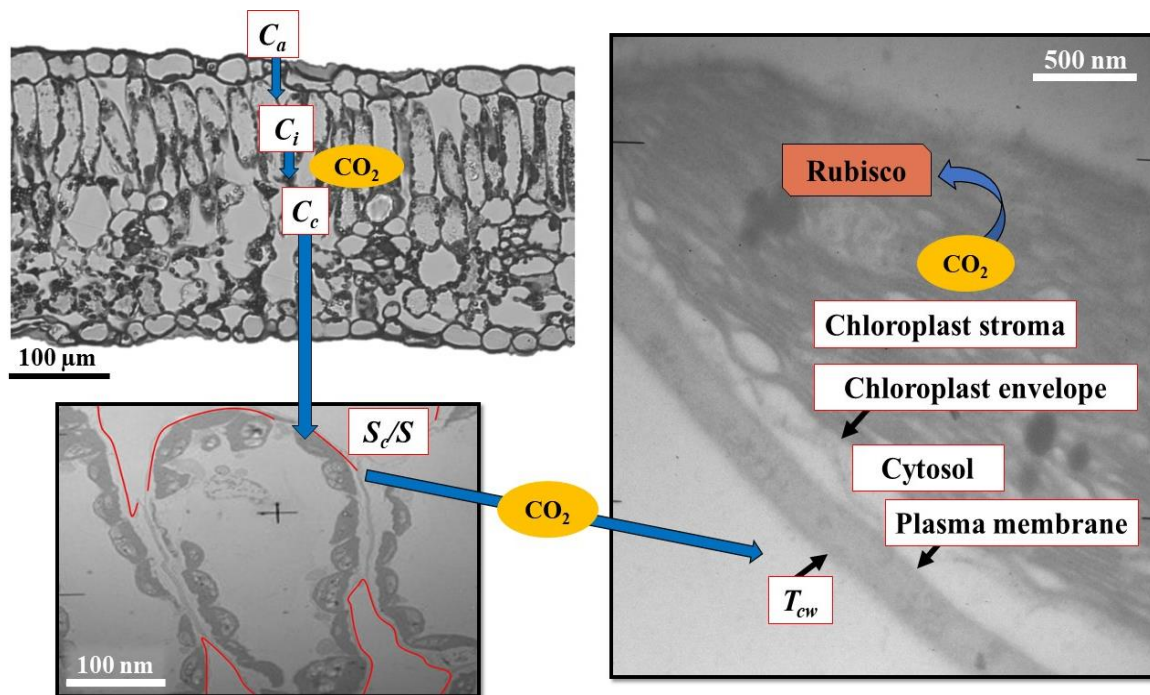 C_a
C_i
CO₂
C_c
100 µm
S_c/S
100 nm
CO₂
500 nm
Rubisco
CO₂
Chloroplast stroma
Chloroplast envelope
Cytosol
Plasma membrane
T_cw